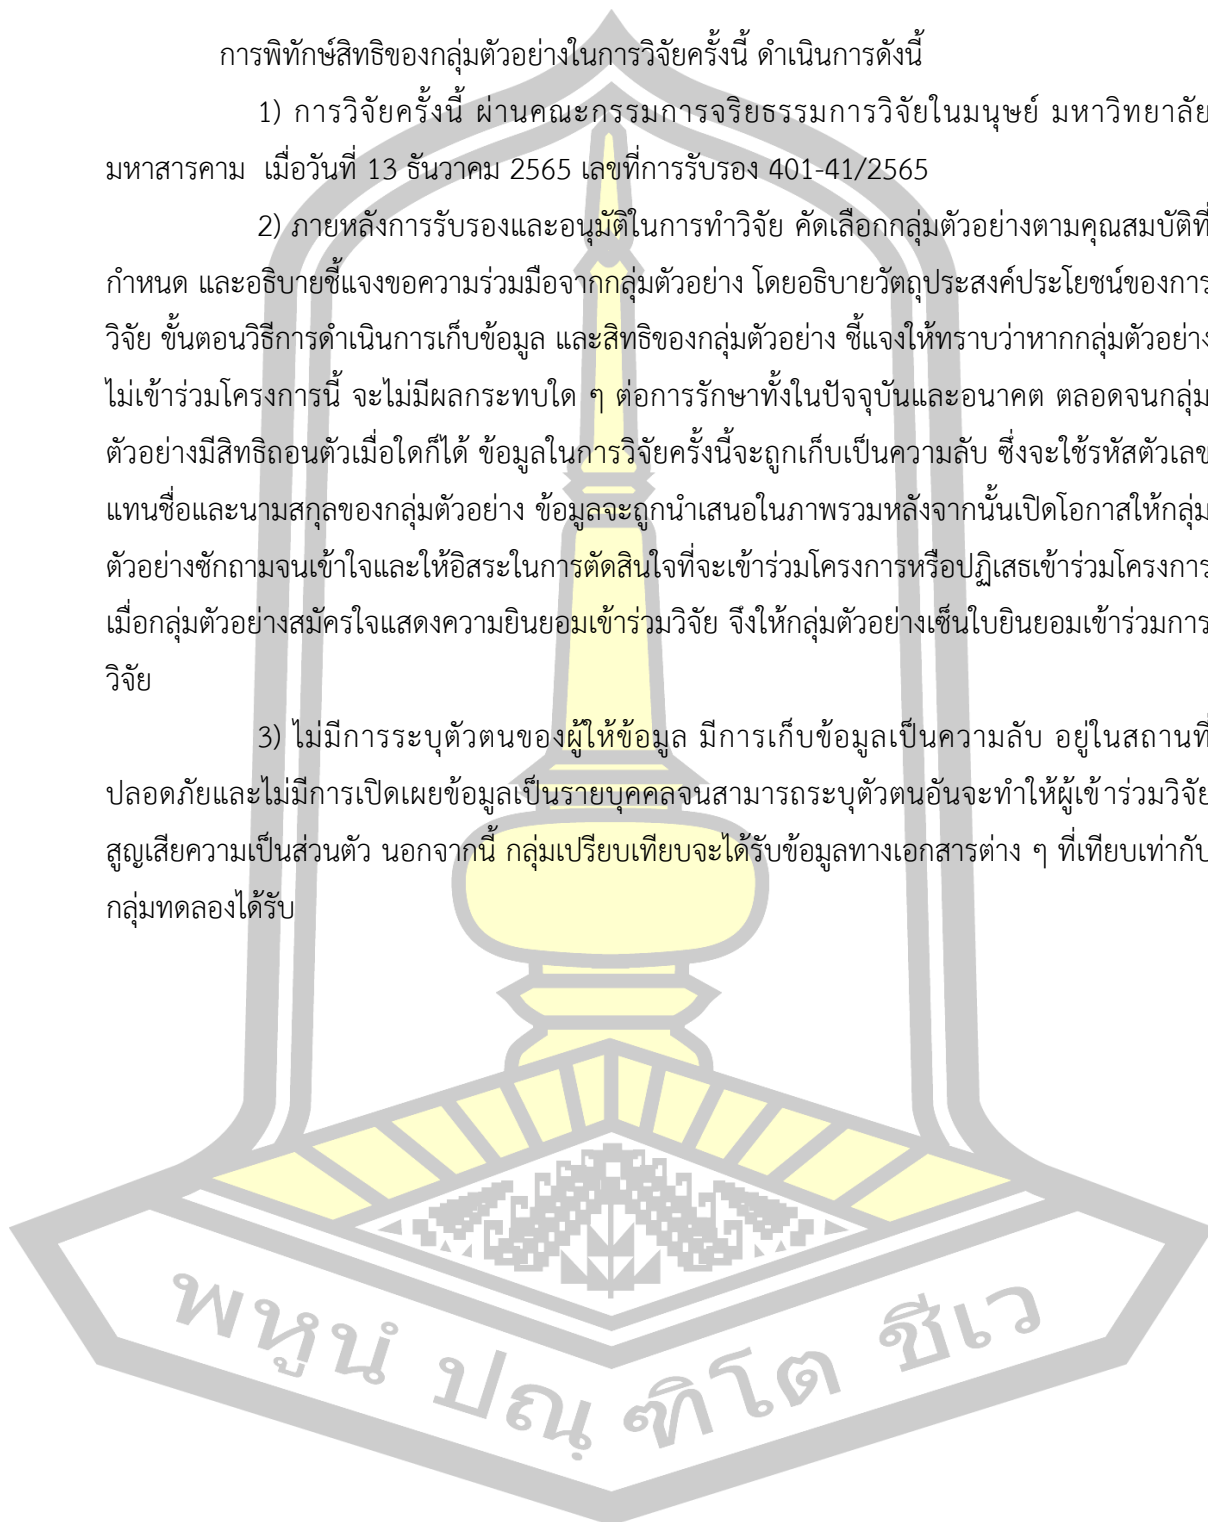 การพิทักษ์สิทธิของกลุ่มตัวอย่างในการวิจัยครั้งนี้ ดำเนินการดังนี้
1) การวิจัยครั้งนี้ ผ่านคณะกรรมการจริยธรรมการวิจัยในมนุษย์ มหาวิทยาลัย
มหาสารคาม เมื่อวันที่ 13 ธันวาคม 2565 เลขที่การรับรอง 401-41/2565
2) ภายหลังการรับรองและอนุมัติในการทำวิจัย คัดเลือกกลุ่มตัวอย่างตามคุณสมบัติที่
กำหนด และอธิบายชี้แจงขอความร่วมมือจากกลุ่มตัวอย่าง โดยอธิบายวัตถุประสงค์ประโยชน์ของการ
วิจัย ขั้นตอนวิธีการดำเนินการเก็บข้อมูล และสิทธิของกลุ่มตัวอย่าง ชี้แจงให้ทราบว่าหากกลุ่มตัวอย่าง
ไม่เข้าร่วมโครงการนี้ จะไม่มีผลกระทบใด ๆ ต่อการรักษาทั้งในปัจจุบันและอนาคต ตลอดจนกลุ่ม
ตัวอย่างมีสิทธิถอนตัวเมื่อใดก็ได้ ข้อมูลในการวิจัยครั้งนี้จะถูกเก็บเป็นความลับ ซึ่งจะใช้รหัสตัวเลข
แทนชื่อและนามสกุลของกลุ่มตัวอย่าง ข้อมูลจะถูกนำเสนอในภาพรวมหลังจากนั้นเปิดโอกาสให้กลุ่ม
ตัวอย่างซักถามจนเข้าใจและให้อิสระในการตัดสินใจที่จะเข้าร่วมโครงการหรือปฏิเสธเข้าร่วมโครงการ
เมื่อกลุ่มตัวอย่างสมัครใจแสดงความยินยอมเข้าร่วมวิจัย จึงให้กลุ่มตัวอย่างเซ็นใบยินยอมเข้าร่วมการ
วิจัย
3) ไม่มีการระบุตัวตนของผู้ให้ข้อมูล มีการเก็บข้อมูลเป็นความลับ อยู่ในสถานที่
ปลอดภัยและไม่มีการเปิดเผยข้อมูลเป็นรายบุคคลจนสามารถระบุตัวตนอันจะทำให้ผู้เข้าร่วมวิจัย
สูญเสียความเป็นส่วนตัว นอกจากนี้ กลุ่มเปรียบเทียบจะได้รับข้อมูลทางเอกสารต่าง ๆ ที่เทียบเท่ากับ
กลุ่มทดลองได้รับ
พหูนํ ปณฺฑิโต ชีเว